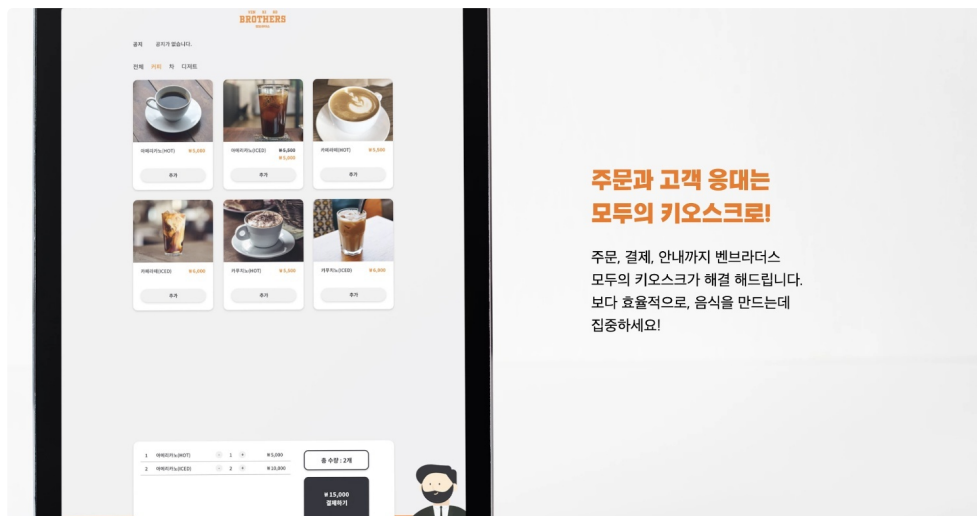 BROTHERS
공지 공지가 없습니다.
전체 커피 차 디저트
아메리카노(HOT) ₩5,000
아메리카노(ICED) ₩5,500
₩5,000
카페라떼(HOT) ₩5,500
추가 추가 추가
카페라떼(ICED) ₩6,000
카푸치노(HOT) ₩5,500
카푸치노(ICED) ₩6,000
추가 추가 추가
1 아메리카노(HOT) - 1 + ₩5,000
2 아메리카노(ICED) - 2 + ₩10,000
총 수량 : 2개
₩15,000
결제하기
주문과 고객 응대는
모두의 키오스크로!
주문, 결제, 안내까지 벤브라더스
모두의 키오스크가 해결 해드립니다.
보다 효율적으로, 음식을 만드는데
집중하세요!